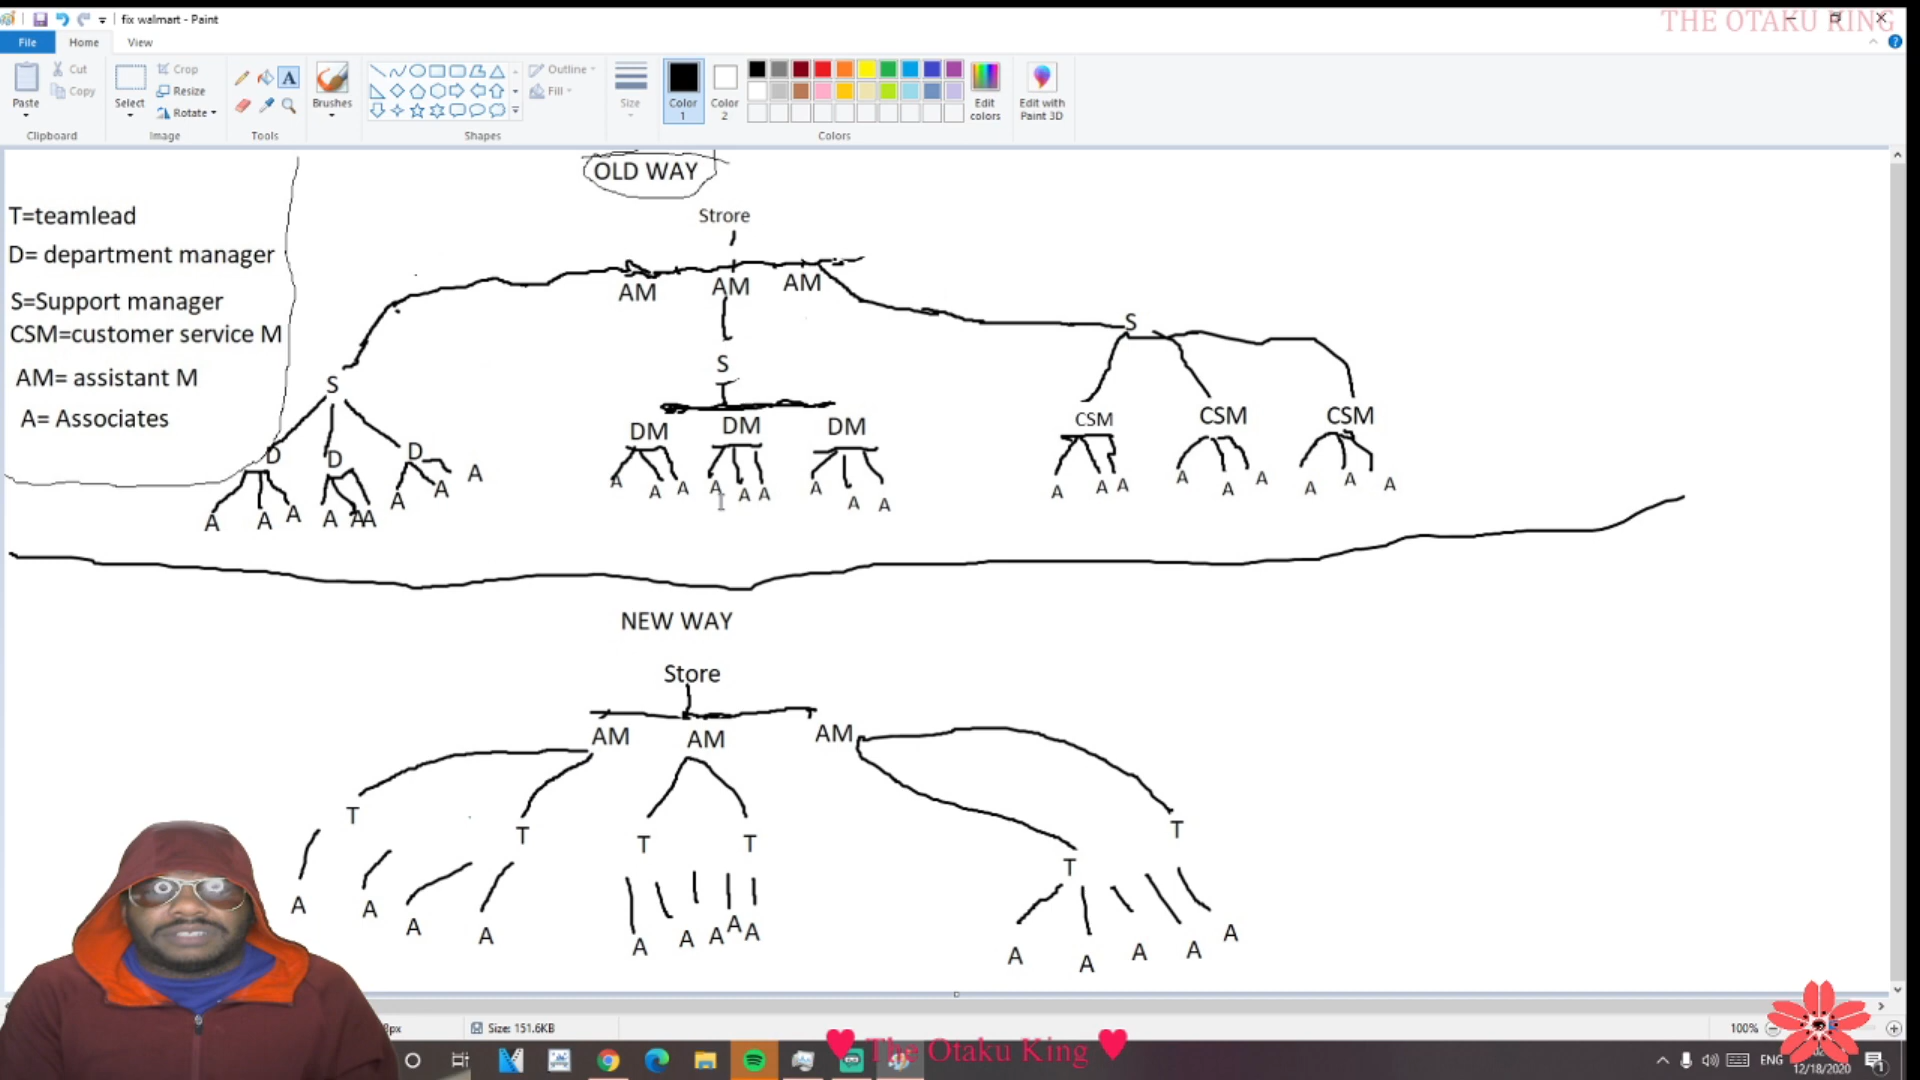 fix walmart - Paint
THE OTAKU KING
File Home View
Cut
Copy
Paste
Clipboard
Crop
Resize
Rotate
Select
Image
Tools
Brushes
Shapes
Outline
Fill
Size
Color 1
Color 2
Colors
Edit colors
Edit with Paint 3D
OLD WAY
T=teamlead
D= department manager
S=Support manager
CSM=customer service M
AM= assistant M
A= Associates
Strore
AM AM AM
S S S
D D D DM DM DM CSM CSM CSM
A A A A A A A A A A A A A A A A A A A A A A A A A A A
NEW WAY
Store
AM AM AM
T T T T T T
A A A A A A A A A A A A A A
px
Size: 151.6KB
100%
The Otaku King
ENG
12/18/2020